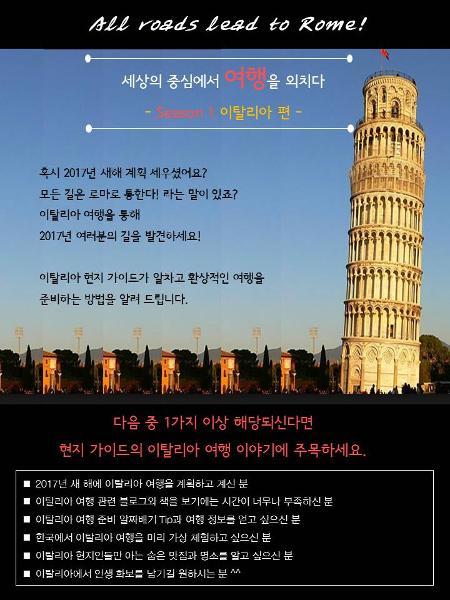 All roads lead to Rome!
세상의 중심에서 여행을 외치다
- Season 1 이탈리아 편 -
혹시 2017년 새해 계획 세우셨어요?
모든 길은 로마로 통한다! 라는 말이 있죠?
이탈리아 여행을 통해
2017년 여러분의 길을 발견하세요!
이탈리아 현지 가이드가 알차고 환상적인 여행을
준비하는 방법을 알려 드립니다.
다음 중 1가지 이상 해당되신다면
현지 가이드의 이탈리아 여행 이야기에 주목하세요.
■ 2017년 새 해에 이탈리아 여행을 계획하고 계신 분
■ 이탈리아 여행 관련 블로그와 책을 보기에는 시간이 너무나 부족하신 분
■ 이탈리아 여행 준비 알짜배기 Tip과 여행 정보를 얻고 싶으신 분
■ 한국에서 이탈리아 여행을 미리 가상 체험하고 싶으신 분
■ 이탈리아 현지인들만 아는 숨은 맛집과 명소를 알고 싶으신 분
■ 이탈리아에서 인생 화보를 남기길 원하시는 분 ^^